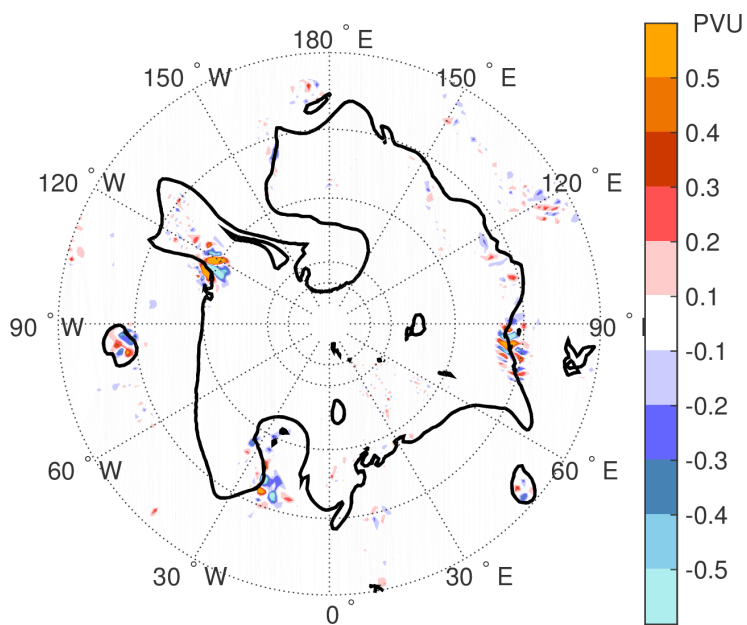 PVU
180 ° E
150 ° W
150 ° E
120 ° W
120 ° E
90 ° W
90 °
60 ° W
60 ° E
30 ° W
30 ° E
0 °
0.5
0.4
0.3
0.2
0.1
-0.1
-0.2
-0.3
-0.4
-0.5